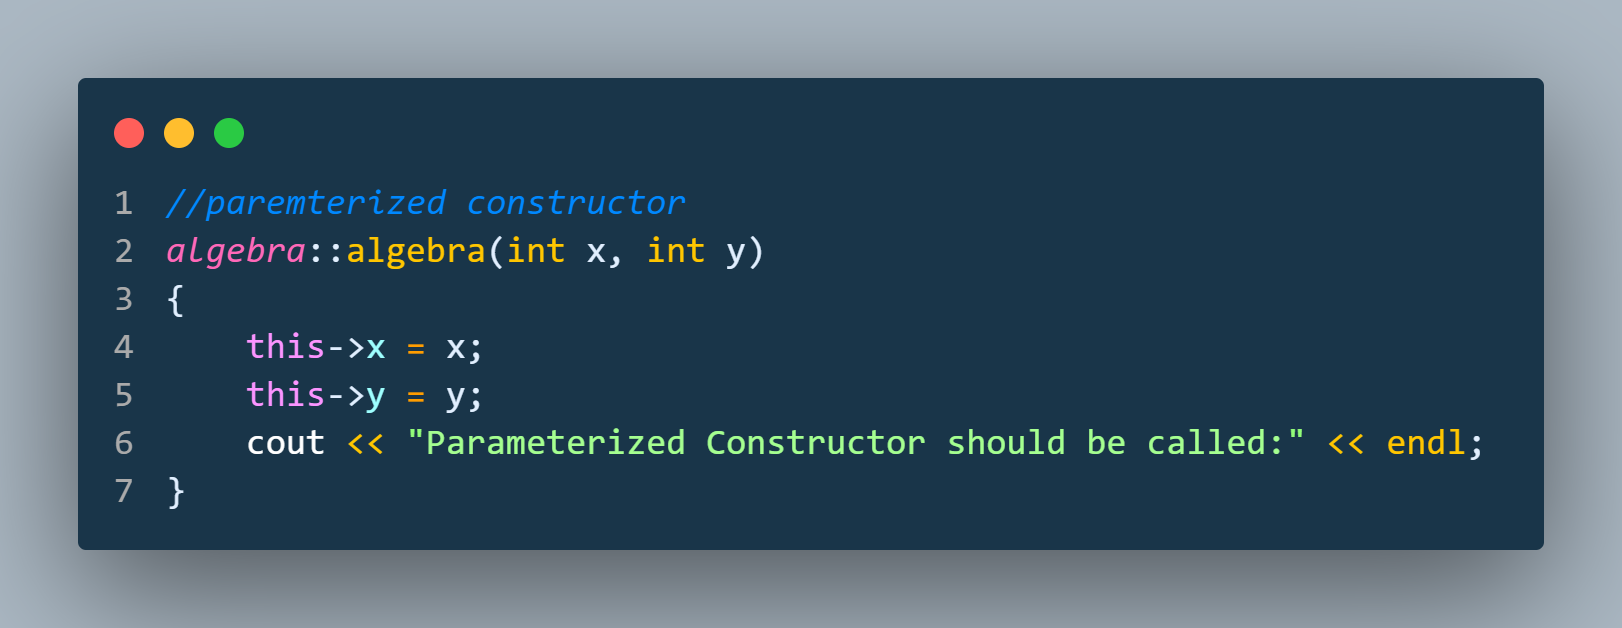 1 //paremterized constructor
2 algebra::algebra(int x, int y)
3 {
4     this->x = x;
5     this->y = y;
6     cout << "Parameterized Constructor should be called:" << endl;
7 }